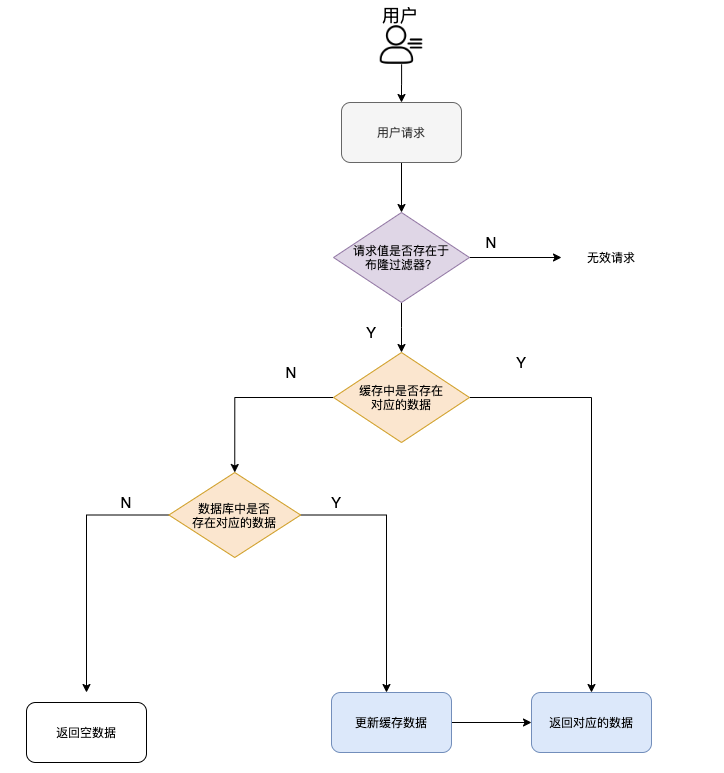 用户
用户请求
请求值是否存在于
布隆过滤器?
N
无效请求
Y
缓存中是否存在
对应的数据
N
Y
数据库中是否
存在对应的数据
N
Y
返回空数据
更新缓存数据
返回对应的数据